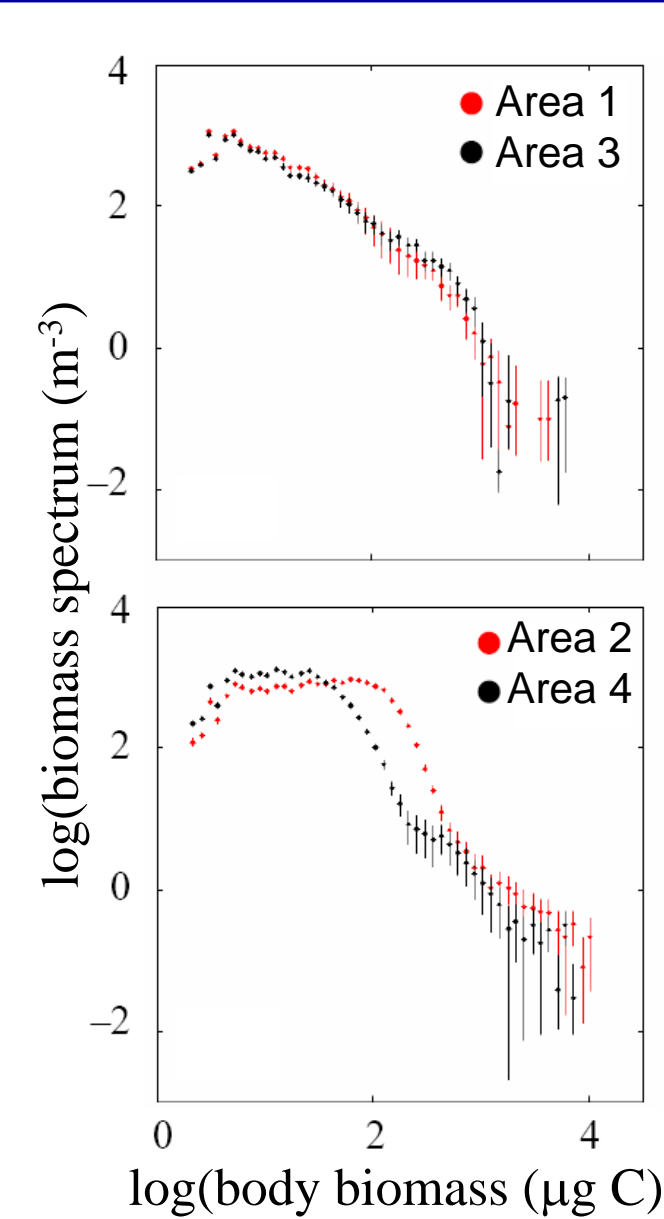 4
Area 1
Area 3
2
0
–2
4
Area 2
Area 4
2
0
–2
0 2 4
log(biomass spectrum (m-3)
log(body biomass (μg C)